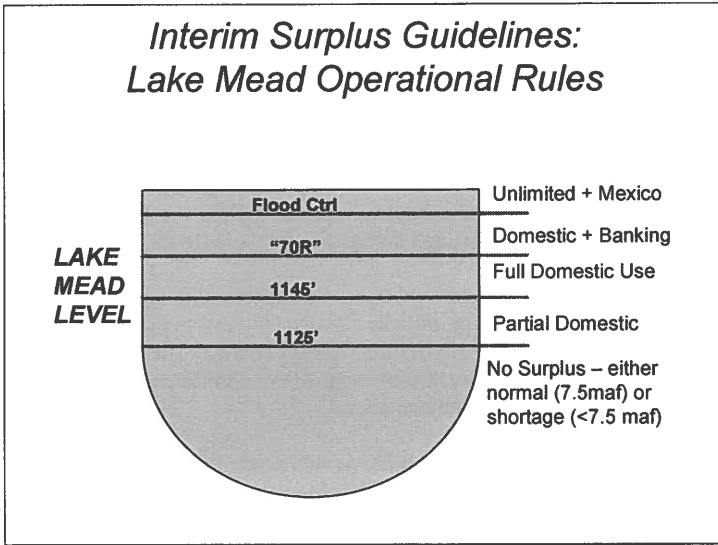 Interim Surplus Guidelines:
Lake Mead Operational Rules
Flood Ctrl
Unlimited + Mexico
"70R"
Domestic + Banking
LAKE
MEAD
LEVEL
1145'
Full Domestic Use
1125'
Partial Domestic
No Surplus – either
normal (7.5maf) or
shortage (<7.5 maf)